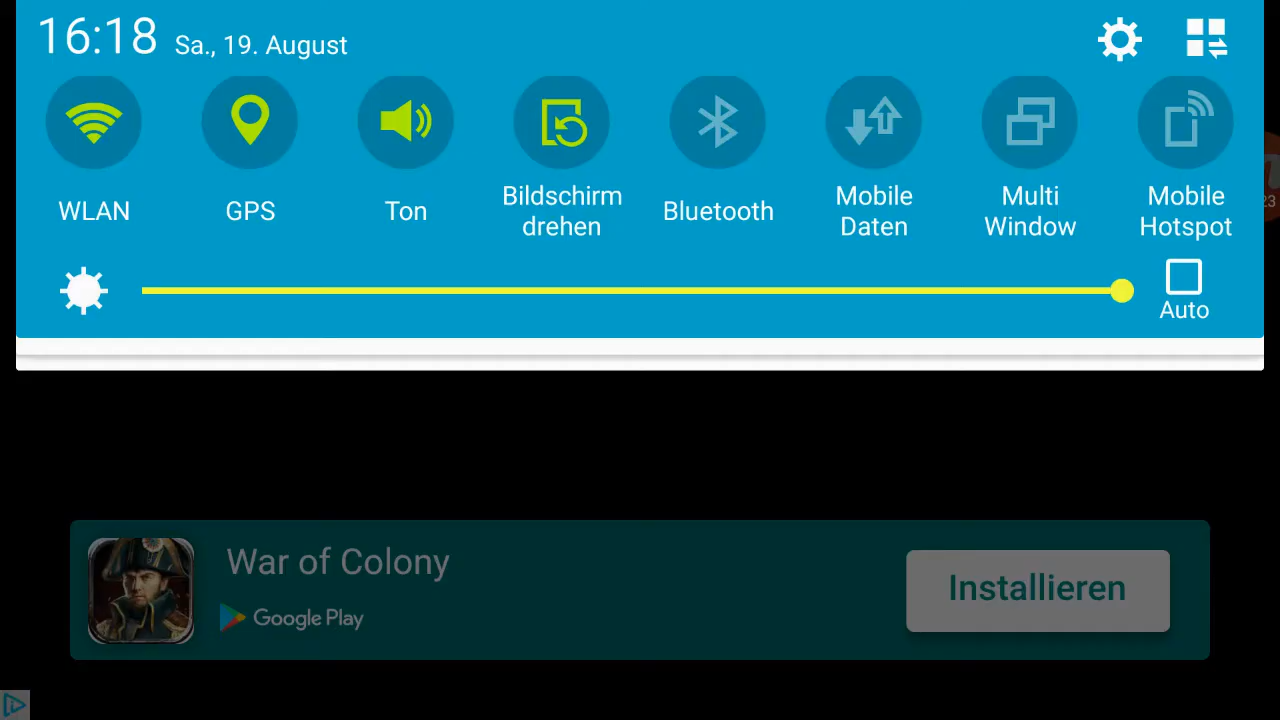 16:18 Sa., 19. August
WLAN
GPS
Ton
Bildschirm
drehen
Bluetooth
Mobile
Daten
Multi
Window
Mobile
Hotspot
23
Auto
War of Colony
Google Play
Installieren